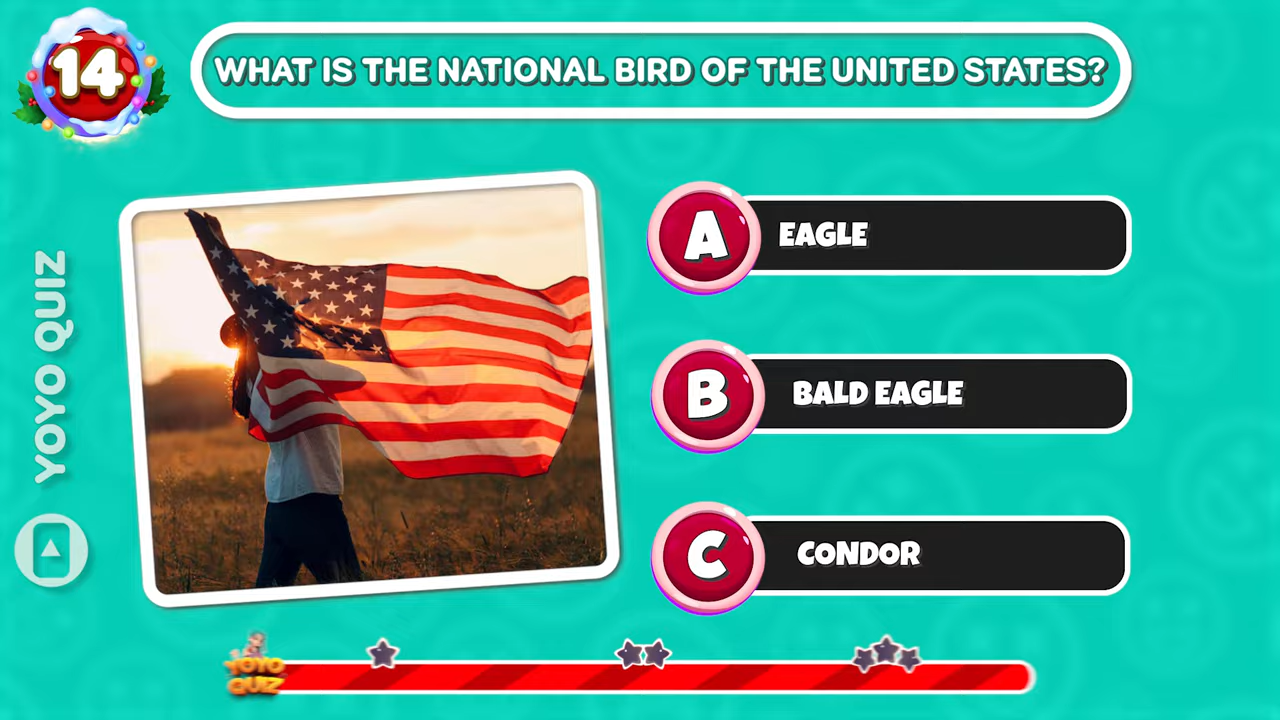 14
WHAT IS THE NATIONAL BIRD OF THE UNITED STATES?
YOYO QUIZ
A
EAGLE
B
BALD EAGLE
C
CONDOR
YOYO
QUIZ